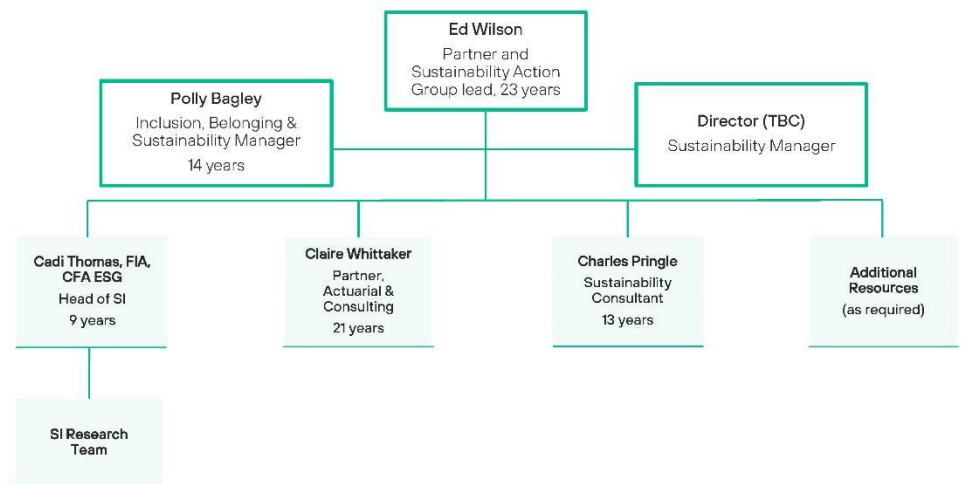 Ed Wilson
Partner and
Sustainability Action
Group lead, 23 years
Polly Bagley
Inclusion, Belonging &
Sustainability Manager
14 years
Director (TBC)
Sustainability Manager
Cadi Thomas, FIA,
CFA ESG
Head of SI
9 years
Claire Whittaker
Partner,
Actuarial &
Consulting
21 years
Charles Pringle
Sustainability
Consultant
13 years
Additional
Resources
(as required)
SI Research
Team